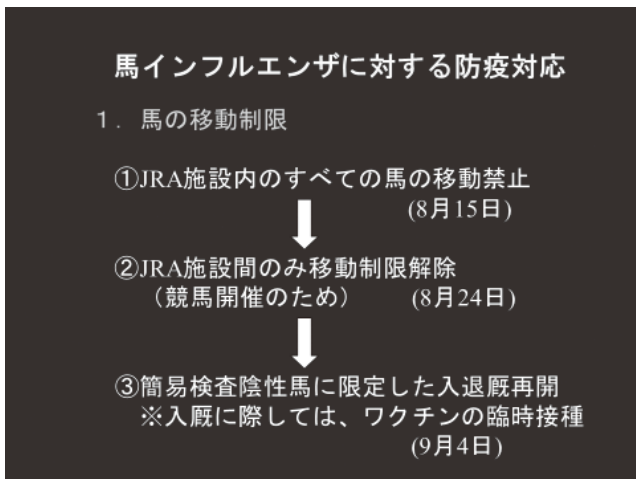 馬インフルエンザに対する防疫対応
１．馬の移動制限
①JRA施設内のすべての馬の移動禁止
(8月15日)
②JRA施設間のみ移動制限解除
（競馬開催のため） (8月24日)
③簡易検査陰性馬に限定した入退厩再開
※入厩に際しては、ワクチンの臨時接種
(9月4日)